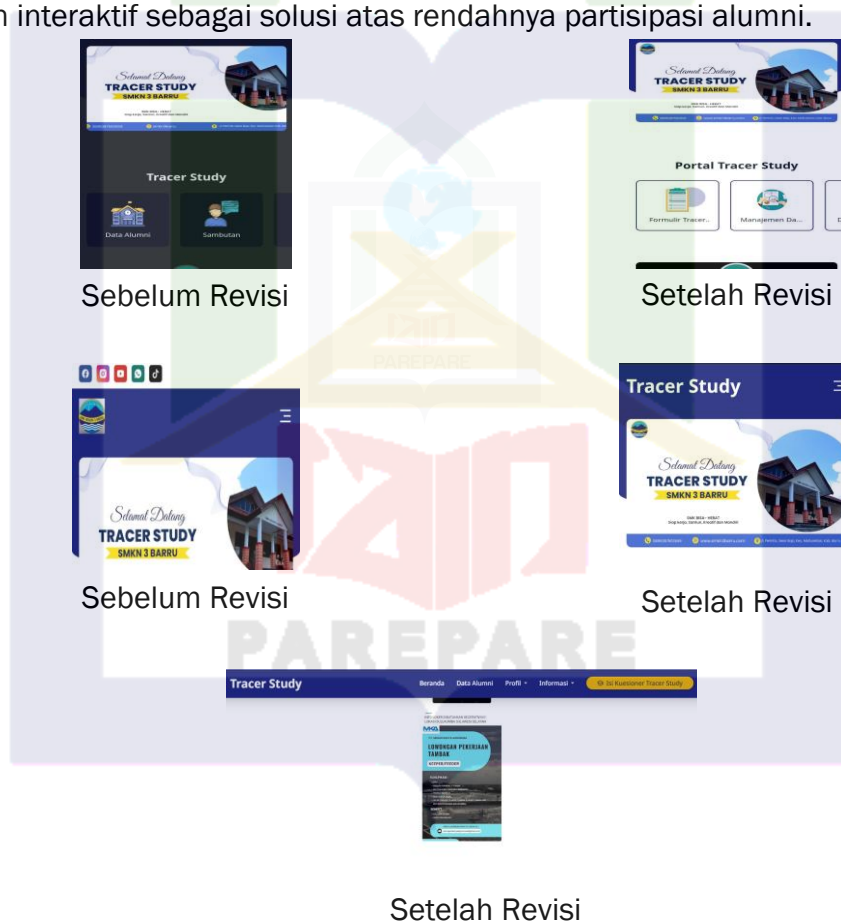 n interaktif sebagai solusi atas rendahnya partisipasi alumni.
Selamat Datang
TRACER STUDY
SMKN 3 BARRU
Tracer Study
Data Alumni
Sambutan
Sebelum Revisi
Selamat Datang
TRACER STUDY
SMKN 3 BARRU
Portal Tracer Study
Formulir Tracer..
Manajemen Da...
D
Setelah Revisi
IAIN
PAREPARE
Selamat Datang
TRACER STUDY
SMKN 3 BARRU
Sebelum Revisi
Tracer Study
Selamat Datang
TRACER STUDY
SMKN 3 BARRU
Setelah Revisi
PAREPARE
Tracer Study
Beranda Data Alumni Profil Informasi Isi Kuesioner Tracer Study
LOWONGAN PEKERJAAN
TAMBAK
Setelah Revisi